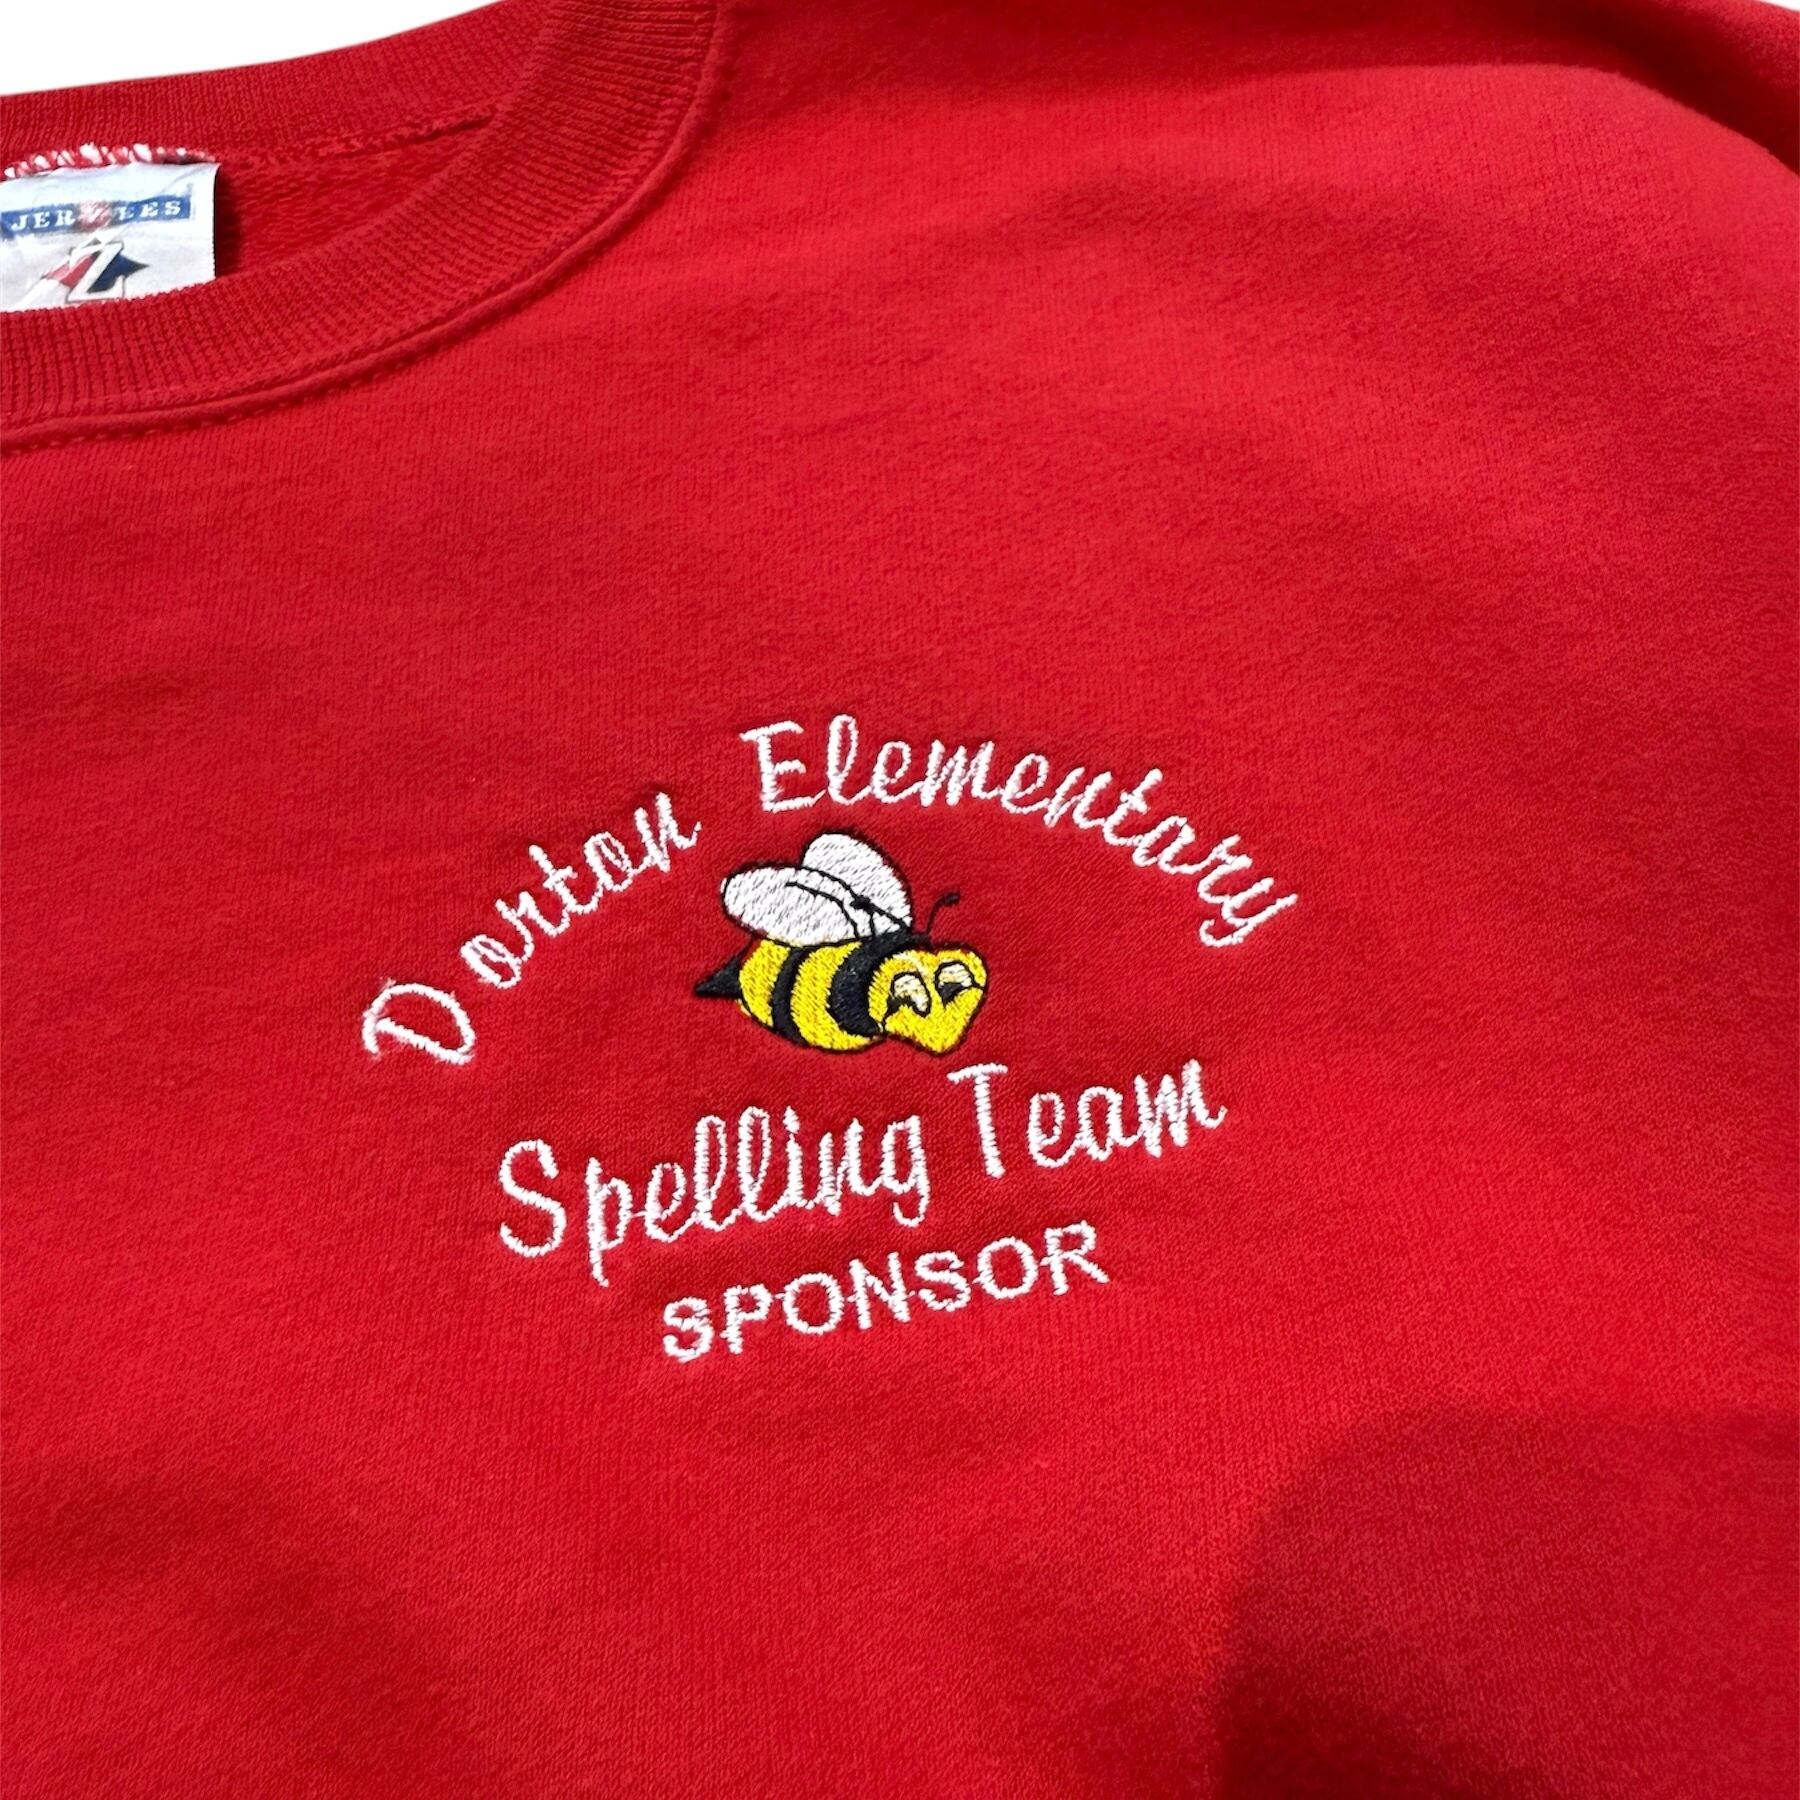 JERZEES
Z
Dorton Elementary
Spelling Team
SPONSOR